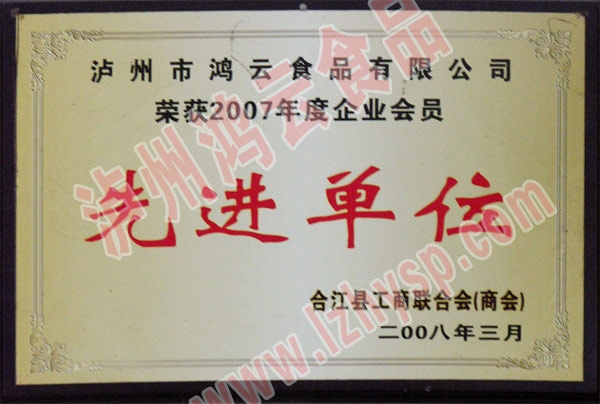 泸州市鸿云食品有限公司
荣获2007年度企业会员
先进单位
合江县工商联合会(商会)
二〇〇八年三月
泸州鸿云食品
www.lzhysp.com